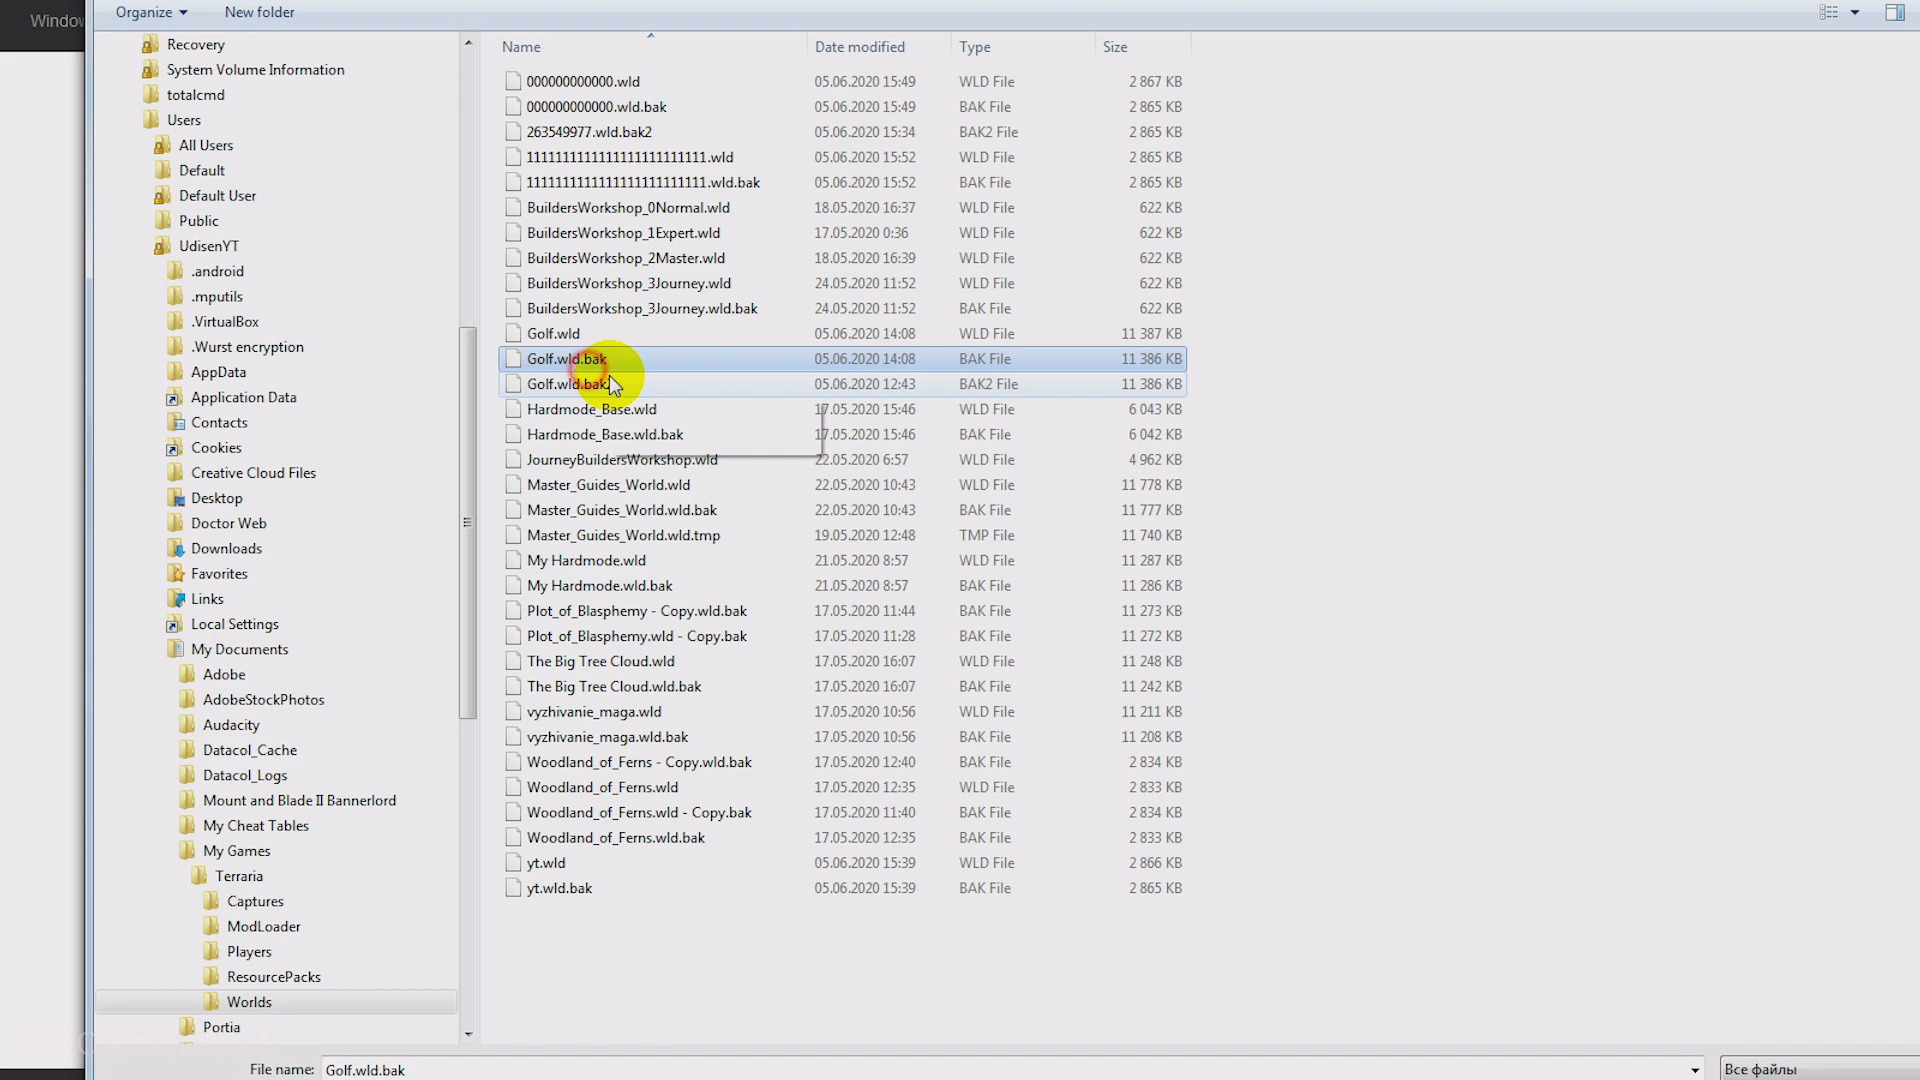 Window
Organize
New folder
Recovery
System Volume Information
totalcmd
Users
All Users
Default
Default User
Public
UdisenYT
.android
.mputils
.VirtualBox
.Wurst encryption
AppData
Application Data
Contacts
Cookies
Creative Cloud Files
Desktop
Doctor Web
Downloads
Favorites
Links
Local Settings
My Documents
Adobe
AdobeStockPhotos
Audacity
Datacol_Cache
Datacol_Logs
Mount and Blade II Bannerlord
My Cheat Tables
My Games
Terraria
Captures
ModLoader
Players
ResourcePacks
Worlds
Portia
Name Date modified Type Size
000000000000.wld 05.06.2020 15:49 WLD File 2 867 KB
000000000000.wld.bak 05.06.2020 15:49 BAK File 2 865 KB
263549977.wld.bak2 05.06.2020 15:34 BAK2 File 2 865 KB
111111111111111111111111111.wld 05.06.2020 15:52 WLD File 2 865 KB
111111111111111111111111111.wld.bak 05.06.2020 15:52 BAK File 2 865 KB
BuildersWorkshop_0Normal.wld 18.05.2020 16:37 WLD File 622 KB
BuildersWorkshop_1Expert.wld 17.05.2020 0:36 WLD File 622 KB
BuildersWorkshop_2Master.wld 18.05.2020 16:39 WLD File 622 KB
BuildersWorkshop_3Journey.wld 24.05.2020 11:52 WLD File 622 KB
BuildersWorkshop_3Journey.wld.bak 24.05.2020 11:52 BAK File 622 KB
Golf.wld 05.06.2020 14:08 WLD File 11 387 KB
Golf.wld.bak 05.06.2020 14:08 BAK File 11 386 KB
Golf.wld.bak2 05.06.2020 12:43 BAK2 File 11 386 KB
Hardmode_Base.wld 17.05.2020 15:46 WLD File 6 043 KB
Hardmode_Base.wld.bak 17.05.2020 15:46 BAK File 6 042 KB
JourneyBuildersWorkshop.wld 22.05.2020 6:57 WLD File 4 962 KB
Master_Guides_World.wld 22.05.2020 10:43 WLD File 11 778 KB
Master_Guides_World.wld.bak 22.05.2020 10:43 BAK File 11 777 KB
Master_Guides_World.wld.tmp 19.05.2020 12:48 TMP File 11 740 KB
My Hardmode.wld 21.05.2020 8:57 WLD File 11 287 KB
My Hardmode.wld.bak 21.05.2020 8:57 BAK File 11 286 KB
Plot_of_Blasphemy - Copy.wld.bak 17.05.2020 11:44 BAK File 11 273 KB
Plot_of_Blasphemy.wld - Copy.bak 17.05.2020 11:28 BAK File 11 272 KB
The Big Tree Cloud.wld 17.05.2020 16:07 WLD File 11 248 KB
The Big Tree Cloud.wld.bak 17.05.2020 16:07 BAK File 11 242 KB
vyzhivanie_maga.wld 17.05.2020 10:56 WLD File 11 211 KB
vyzhivanie_maga.wld.bak 17.05.2020 10:56 BAK File 11 208 KB
Woodland_of_Ferns - Copy.wld.bak 17.05.2020 12:40 BAK File 2 834 KB
Woodland_of_Ferns.wld 17.05.2020 12:35 WLD File 2 833 KB
Woodland_of_Ferns.wld - Copy.bak 17.05.2020 11:40 BAK File 2 834 KB
Woodland_of_Ferns.wld.bak 17.05.2020 12:35 BAK File 2 833 KB
yt.wld 05.06.2020 15:39 WLD File 2 866 KB
yt.wld.bak 05.06.2020 15:39 BAK File 2 865 KB
File name: Golf.wld.bak
Все файлы